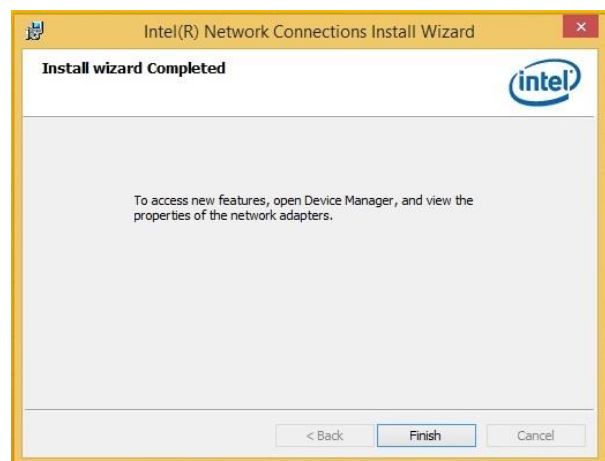 Intel(R) Network Connections Install Wizard
Install wizard Completed
intel
To access new features, open Device Manager, and view the
properties of the network adapters.
< Back
Finish
Cancel